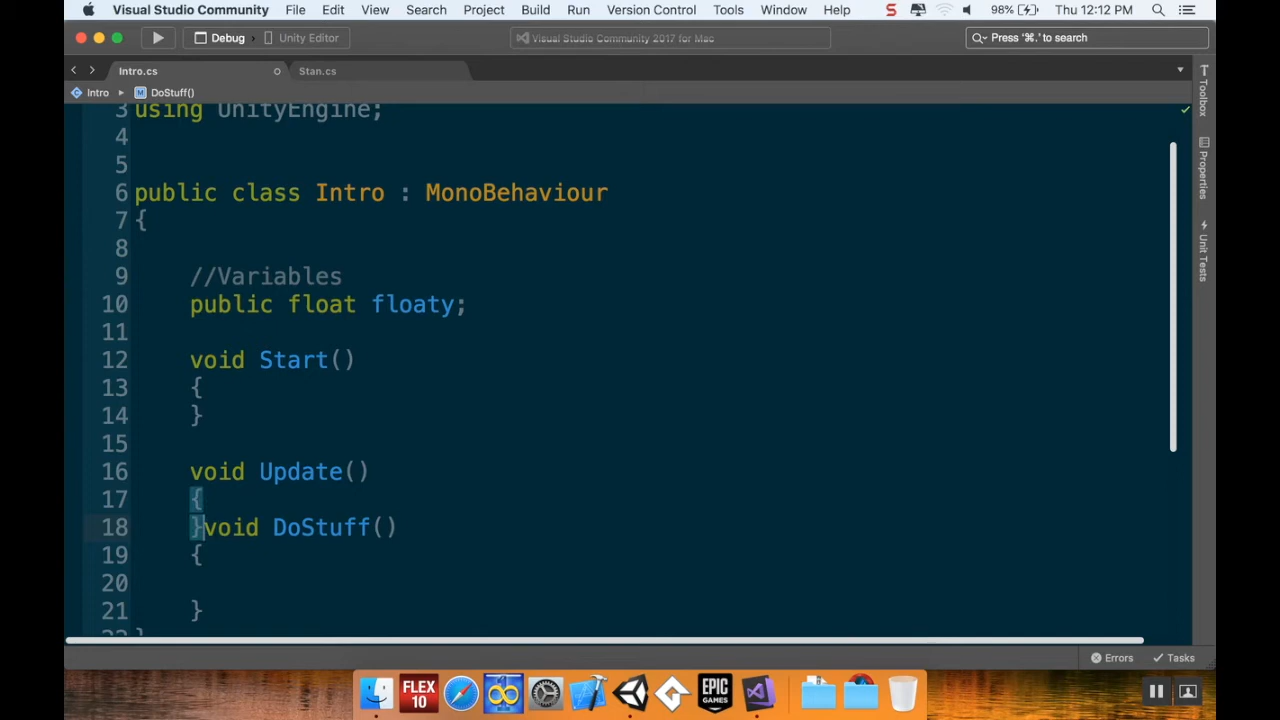 Visual Studio Community File Edit View Search Project Build Run Version Control Tools Window Help 98% Thu 12:12 PM
Debug Unity Editor Visual Studio Community 2017 for Mac Press '⌘.' to search
Intro.cs Stan.cs
Intro DoStuff()
3 using UnityEngine;
4
5
6 public class Intro : MonoBehaviour
7 {
8
9 //Variables
10 public float floaty;
11
12 void Start()
13 {
14 }
15
16 void Update()
17 {
18 }void DoStuff()
19 {
20
21 }
Toolbox
Properties
Unit Tests
Errors Tasks
FLEX 10
EPIC GAMES